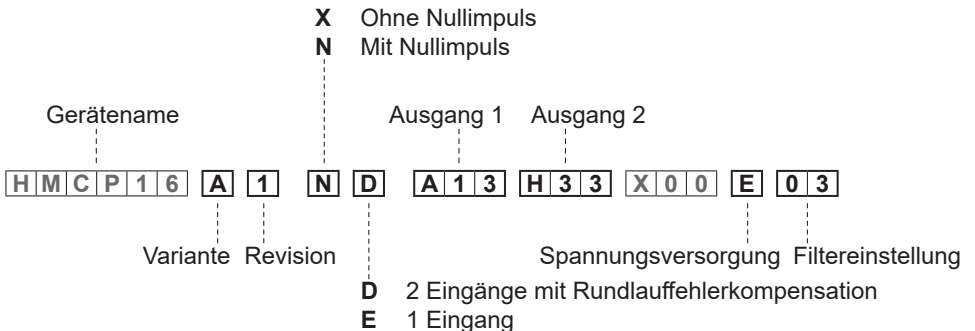 X Ohne Nullimpuls
N Mit Nullimpuls
Gerätename Ausgang 1 Ausgang 2
HMCP16 A 1 N D A13 H33 X00 E 03
Variante Revision Spannungsversorgung Filtereinstellung
D 2 Eingänge mit Rundlauffehlerkompensation
E 1 Eingang